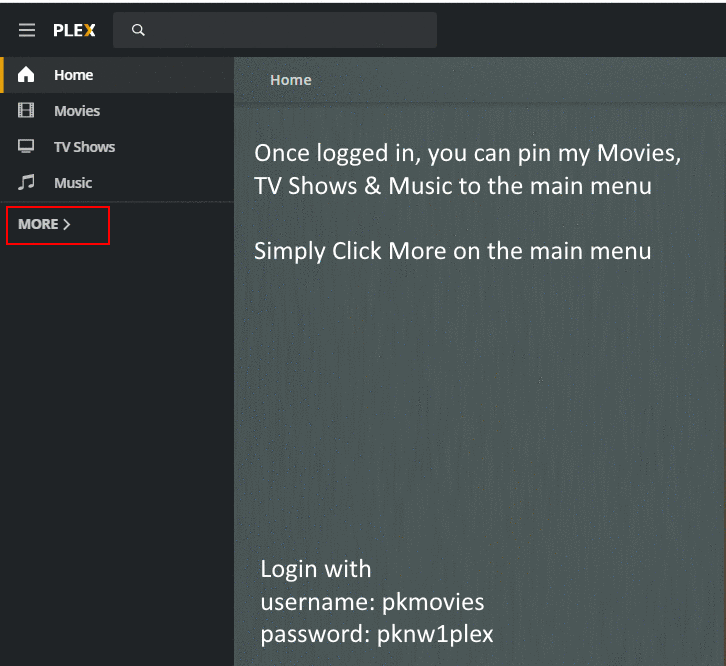 PLEX
Home
Movies
TV Shows
Music
MORE >
Home
Once logged in, you can pin my Movies,
TV Shows & Music to the main menu
Simply Click More on the main menu
Login with
username: pkmovies
password: pknw1plex